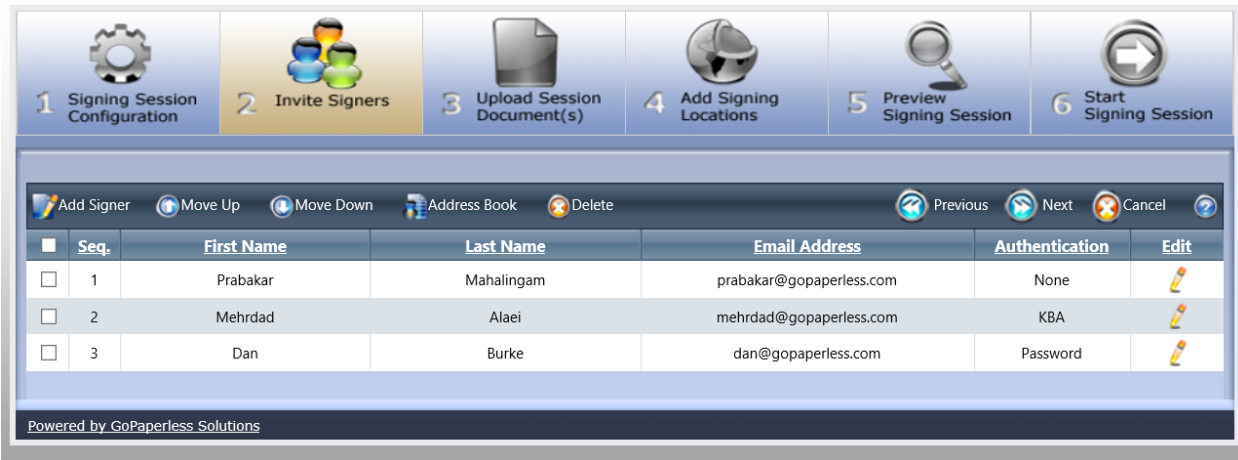 1 Signing Session Configuration
2 Invite Signers
3 Upload Session Document(s)
4 Add Signing Locations
5 Preview Signing Session
6 Start Signing Session
Add Signer Move Up Move Down Address Book Delete Previous Next Cancel ?
Seq. First Name Last Name Email Address Authentication Edit
1 Prabakar Mahalingam prabakar@gopaperless.com None
2 Mehrdad Alaei mehrdad@gopaperless.com KBA
3 Dan Burke dan@gopaperless.com Password
Powered by GoPaperless Solutions